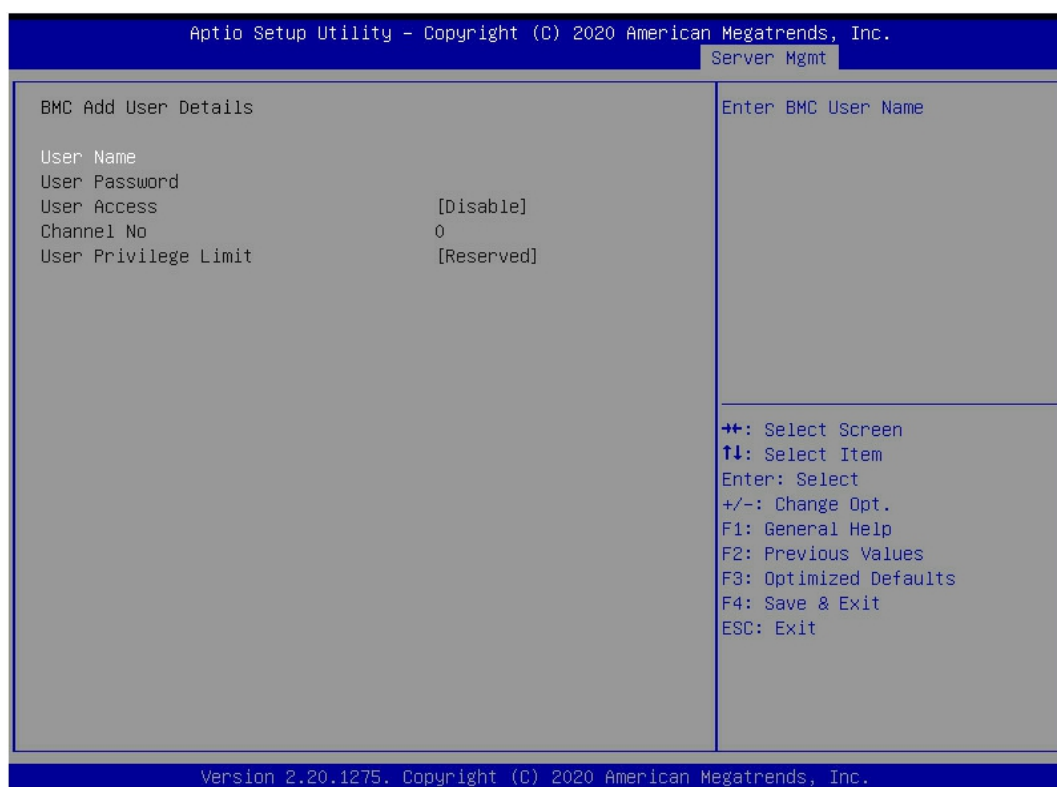 Aptio Setup Utility – Copyright (C) 2020 American Megatrends, Inc.
Server Mgmt
BMC Add User Details
User Name
User Password
User Access [Disable]
Channel No 0
User Privilege Limit [Reserved]
Enter BMC User Name
→←: Select Screen
↑↓: Select Item
Enter: Select
+/-: Change Opt.
F1: General Help
F2: Previous Values
F3: Optimized Defaults
F4: Save & Exit
ESC: Exit
Version 2.20.1275. Copyright (C) 2020 American Megatrends, Inc.